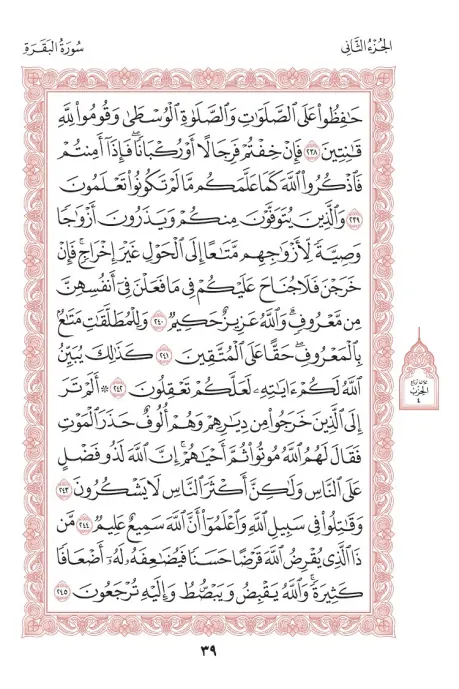 الجُزْءُ الثَّانِي
سُورَةُ البَقَرَةِ
حَٰفِظُوا۟ عَلَى ٱلصَّلَوَٰتِ وَٱلصَّلَوٰةِ ٱلْوُسْطَىٰ وَقُومُوا۟ لِلَّهِ
قَٰنِتِينَ ٢٣٨ فَإِنْ خِفْتُمْ فَرِجَالًا أَوْ رُكْبَانًا ۖ فَإِذَآ أَمِنتُمْ
فَٱذْكُرُوا۟ ٱللَّهَ كَمَا عَلَّمَكُم مَّا لَمْ تَكُونُوا۟ تَعْلَمُونَ
٢٣٩ وَٱلَّذِينَ يُتَوَفَّوْنَ مِنكُمْ وَيَذَرُونَ أَزْوَٰجًا
وَصِيَّةً لِّأَزْوَٰجِهِم مَّتَٰعًا إِلَى ٱلْحَوْلِ غَيْرَ إِخْرَاجٍ ۚ فَإِنْ
خَرَجْنَ فَلَا جُنَاحَ عَلَيْكُمْ فِى مَا فَعَلْنَ فِىٓ أَنفُسِهِنَّ
مِن مَّعْرُوفٍ ۗ وَٱللَّهُ عَزِيزٌ حَكِيمٌ ٢٤٠ وَلِلْمُطَلَّقَٰتِ مَتَٰعٌۢ
بِٱلْمَعْرُوفِ ۖ حَقًّا عَلَى ٱلْمُتَّقِينَ ٢٤١ كَذَٰلِكَ يُبَيِّنُ
ٱللَّهُ لَكُمْ ءَايَٰتِهِۦ لَعَلَّكُمْ تَعْقِلُونَ ٢٤٢ ۞ أَلَمْ تَرَ
إِلَى ٱلَّذِينَ خَرَجُوا۟ مِن دِيَٰرِهِمْ وَهُمْ أُلُوفٌ حَذَرَ ٱلْمَوْتِ
فَقَالَ لَهُمُ ٱللَّهُ مُوتُوا۟ ثُمَّ أَحْيَٰهُمْ ۚ إِنَّ ٱللَّهَ لَذُو فَضْلٍ
عَلَى ٱلنَّاسِ وَلَٰكِنَّ أَكْثَرَ ٱلنَّاسِ لَا يَشْكُرُونَ ٢٤٣
وَقَٰتِلُوا۟ فِى سَبِيلِ ٱللَّهِ وَٱعْلَمُوٓا۟ أَنَّ ٱللَّهَ سَمِيعٌ عَلِيمٌ ٢٤٤ مَّن
ذَا ٱلَّذِى يُقْرِضُ ٱللَّهَ قَرْضًا حَسَنًا فَيُضَٰعِفَهُۥ لَهُۥٓ أَضْعَافًا
كَثِيرَةً ۚ وَٱللَّهُ يَقْبِضُ وَيَبْصُۜطُ وَإِلَيْهِ تُرْجَعُونَ ٢٤٥
الحِزْب
٤
٣٩